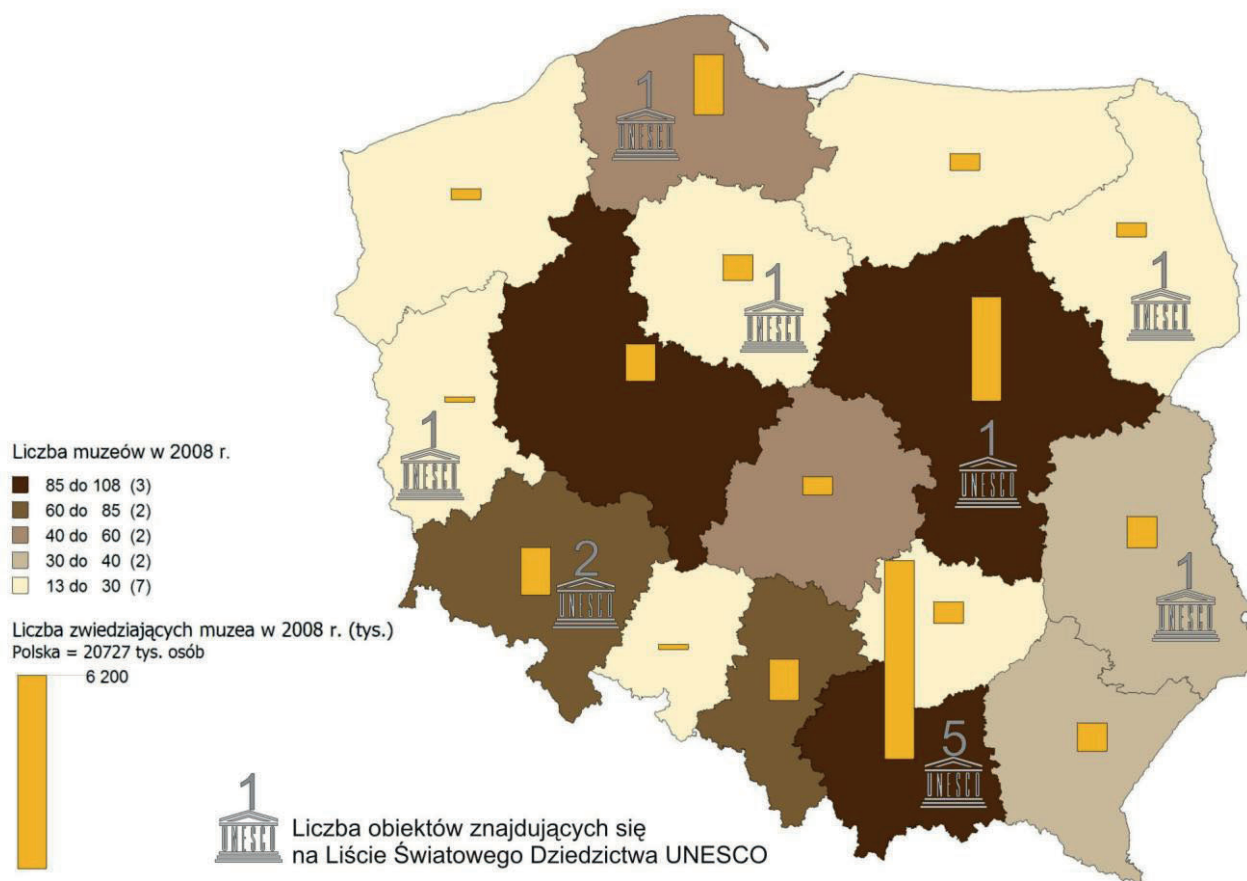 1
UNESCO
1
UNESCO
1
UNESCO
1
UNESCO
1
UNESCO
2
UNESCO
1
UNESCO
5
UNESCO
Liczba muzeów w 2008 r.
85 do 108 (3)
60 do 85 (2)
40 do 60 (2)
30 do 40 (2)
13 do 30 (7)
Liczba zwiedziających muzea w 2008 r. (tys.)
Polska = 20727 tys. osób
6 200
1
UNESCO
Liczba obiektów znajdujących się
na Liście Światowego Dziedzictwa UNESCO